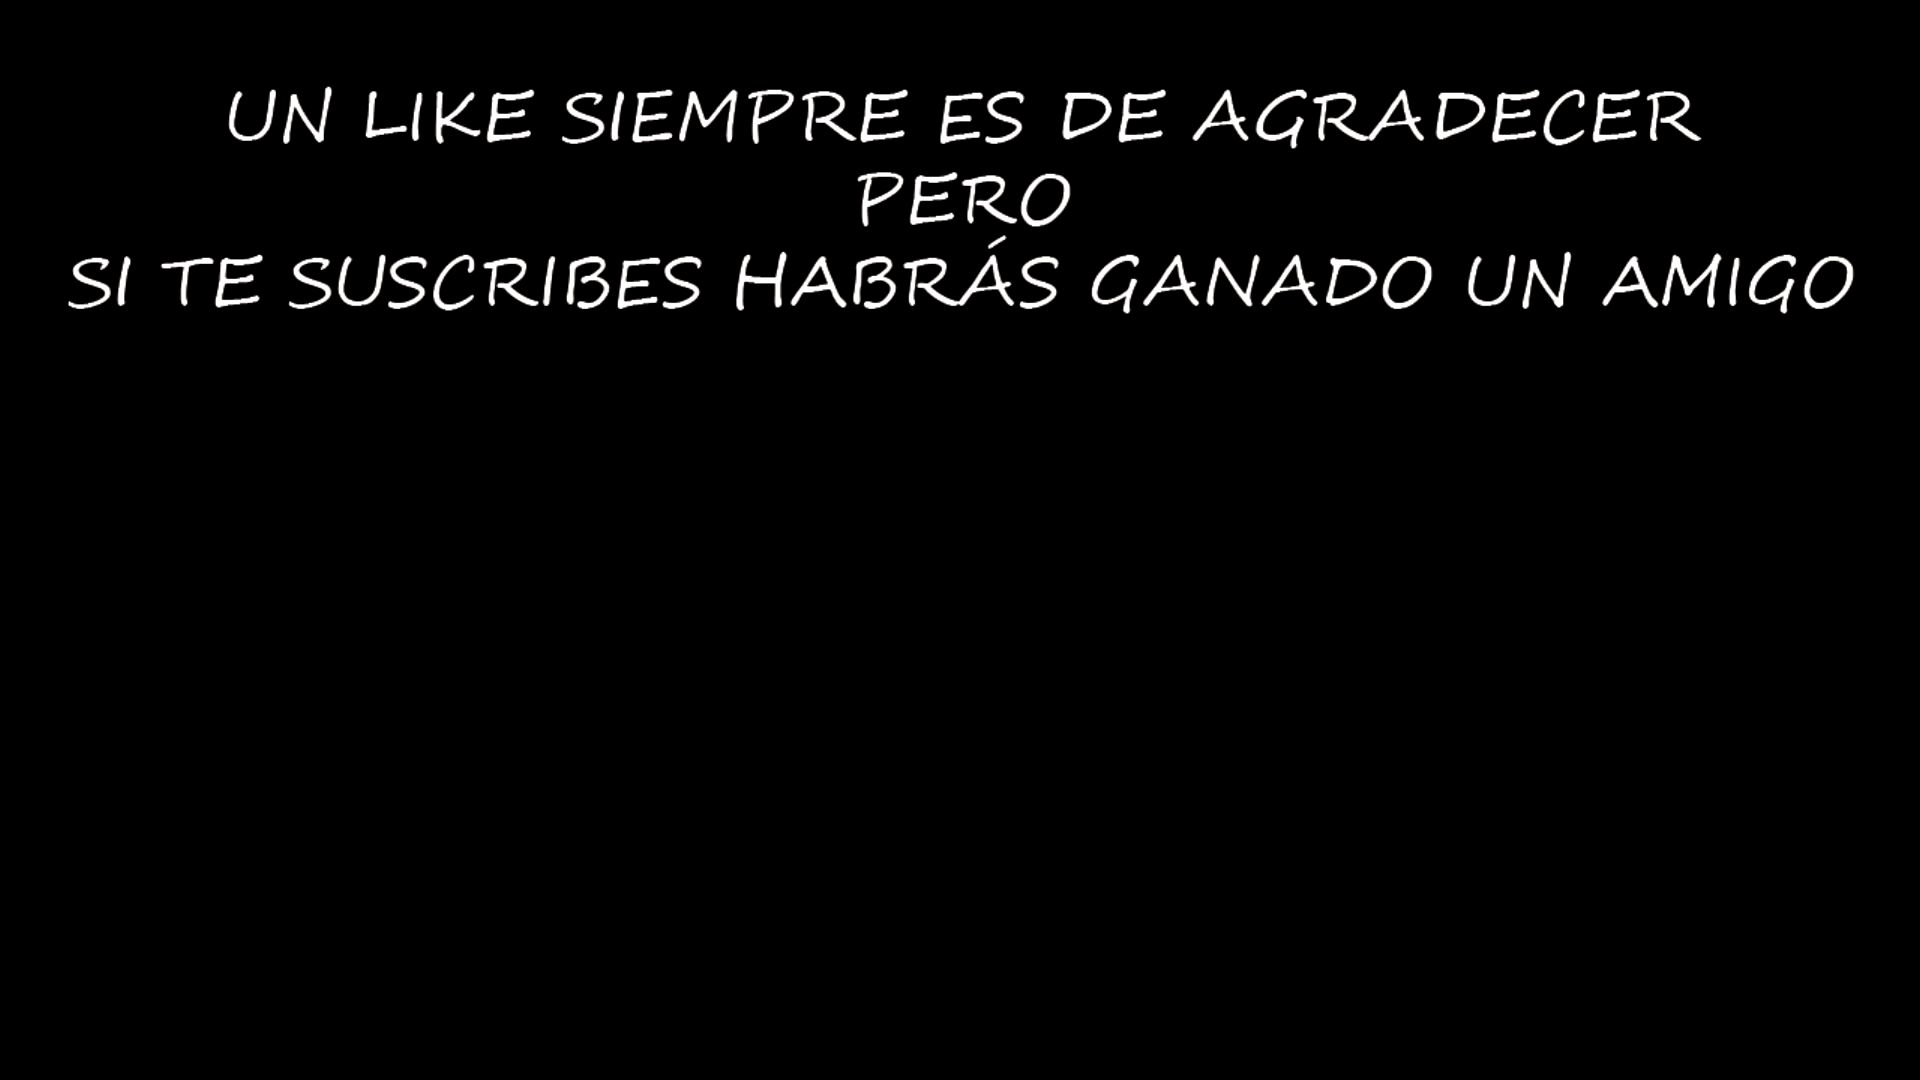 UN LIKE SIEMPRE ES DE AGRADECER
PERO
SI TE SUSCRIBES HABRÁS GANADO UN AMIGO